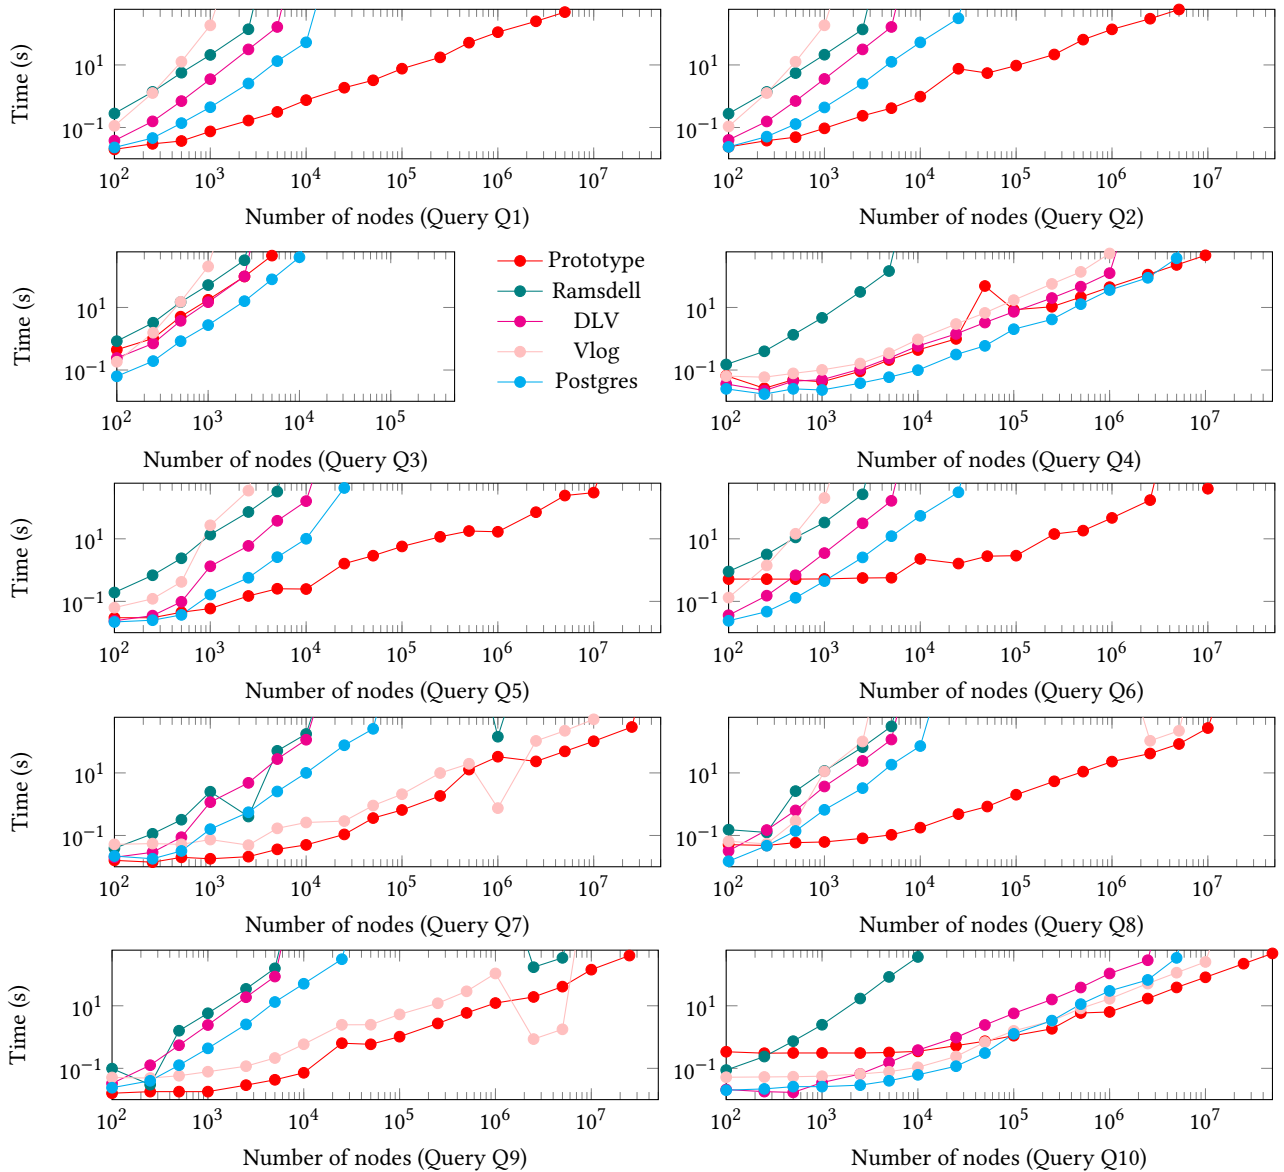 Time (s)
10^1
10^−1
10^2 10^3 10^4 10^5 10^6 10^7
Number of nodes (Query Q1)
10^1
10^−1
10^2 10^3 10^4 10^5 10^6 10^7
Number of nodes (Query Q2)
Time (s)
10^1
10^−1
10^2 10^3 10^4 10^5
Number of nodes (Query Q3)
Prototype
Ramsdell
DLV
Vlog
Postgres
10^1
10^−1
10^2 10^3 10^4 10^5 10^6 10^7
Number of nodes (Query Q4)
Time (s)
10^1
10^−1
10^2 10^3 10^4 10^5 10^6 10^7
Number of nodes (Query Q5)
10^1
10^−1
10^2 10^3 10^4 10^5 10^6 10^7
Number of nodes (Query Q6)
Time (s)
10^1
10^−1
10^2 10^3 10^4 10^5 10^6 10^7
Number of nodes (Query Q7)
10^1
10^−1
10^2 10^3 10^4 10^5 10^6 10^7
Number of nodes (Query Q8)
Time (s)
10^1
10^−1
10^2 10^3 10^4 10^5 10^6 10^7
Number of nodes (Query Q9)
10^1
10^−1
10^2 10^3 10^4 10^5 10^6 10^7
Number of nodes (Query Q10)